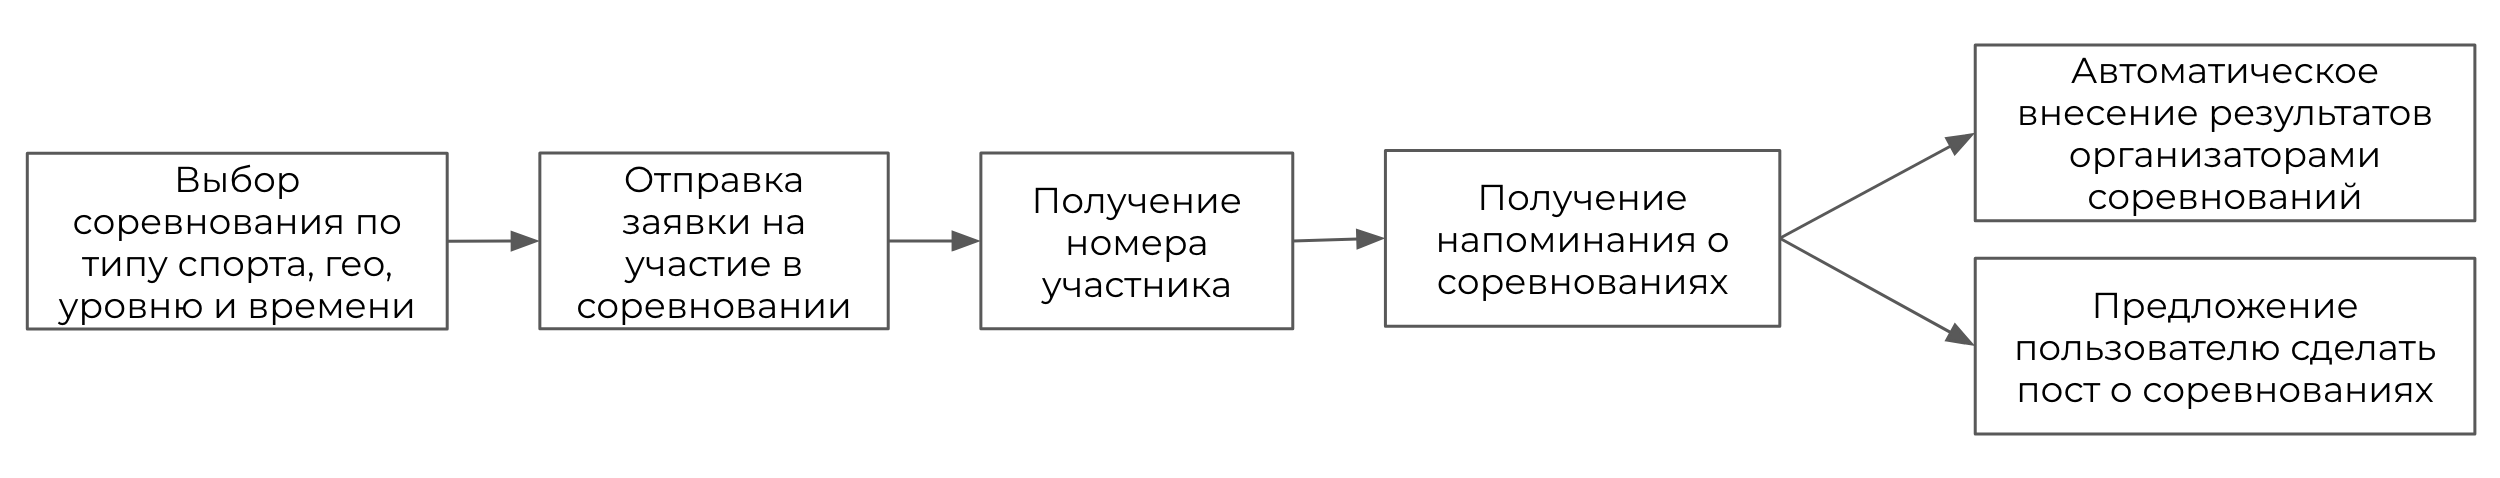 Выбор
соревнования по
типу спорта, гео,
уровню и времени
Отправка
заявки на
участие в
соревновании
Получение
номера
участника
Получение
напоминания о
соревнованиях
Автоматическое
внесение результатов
организаторами
соревнований
Предложение
пользователю сделать
пост о соревнованиях